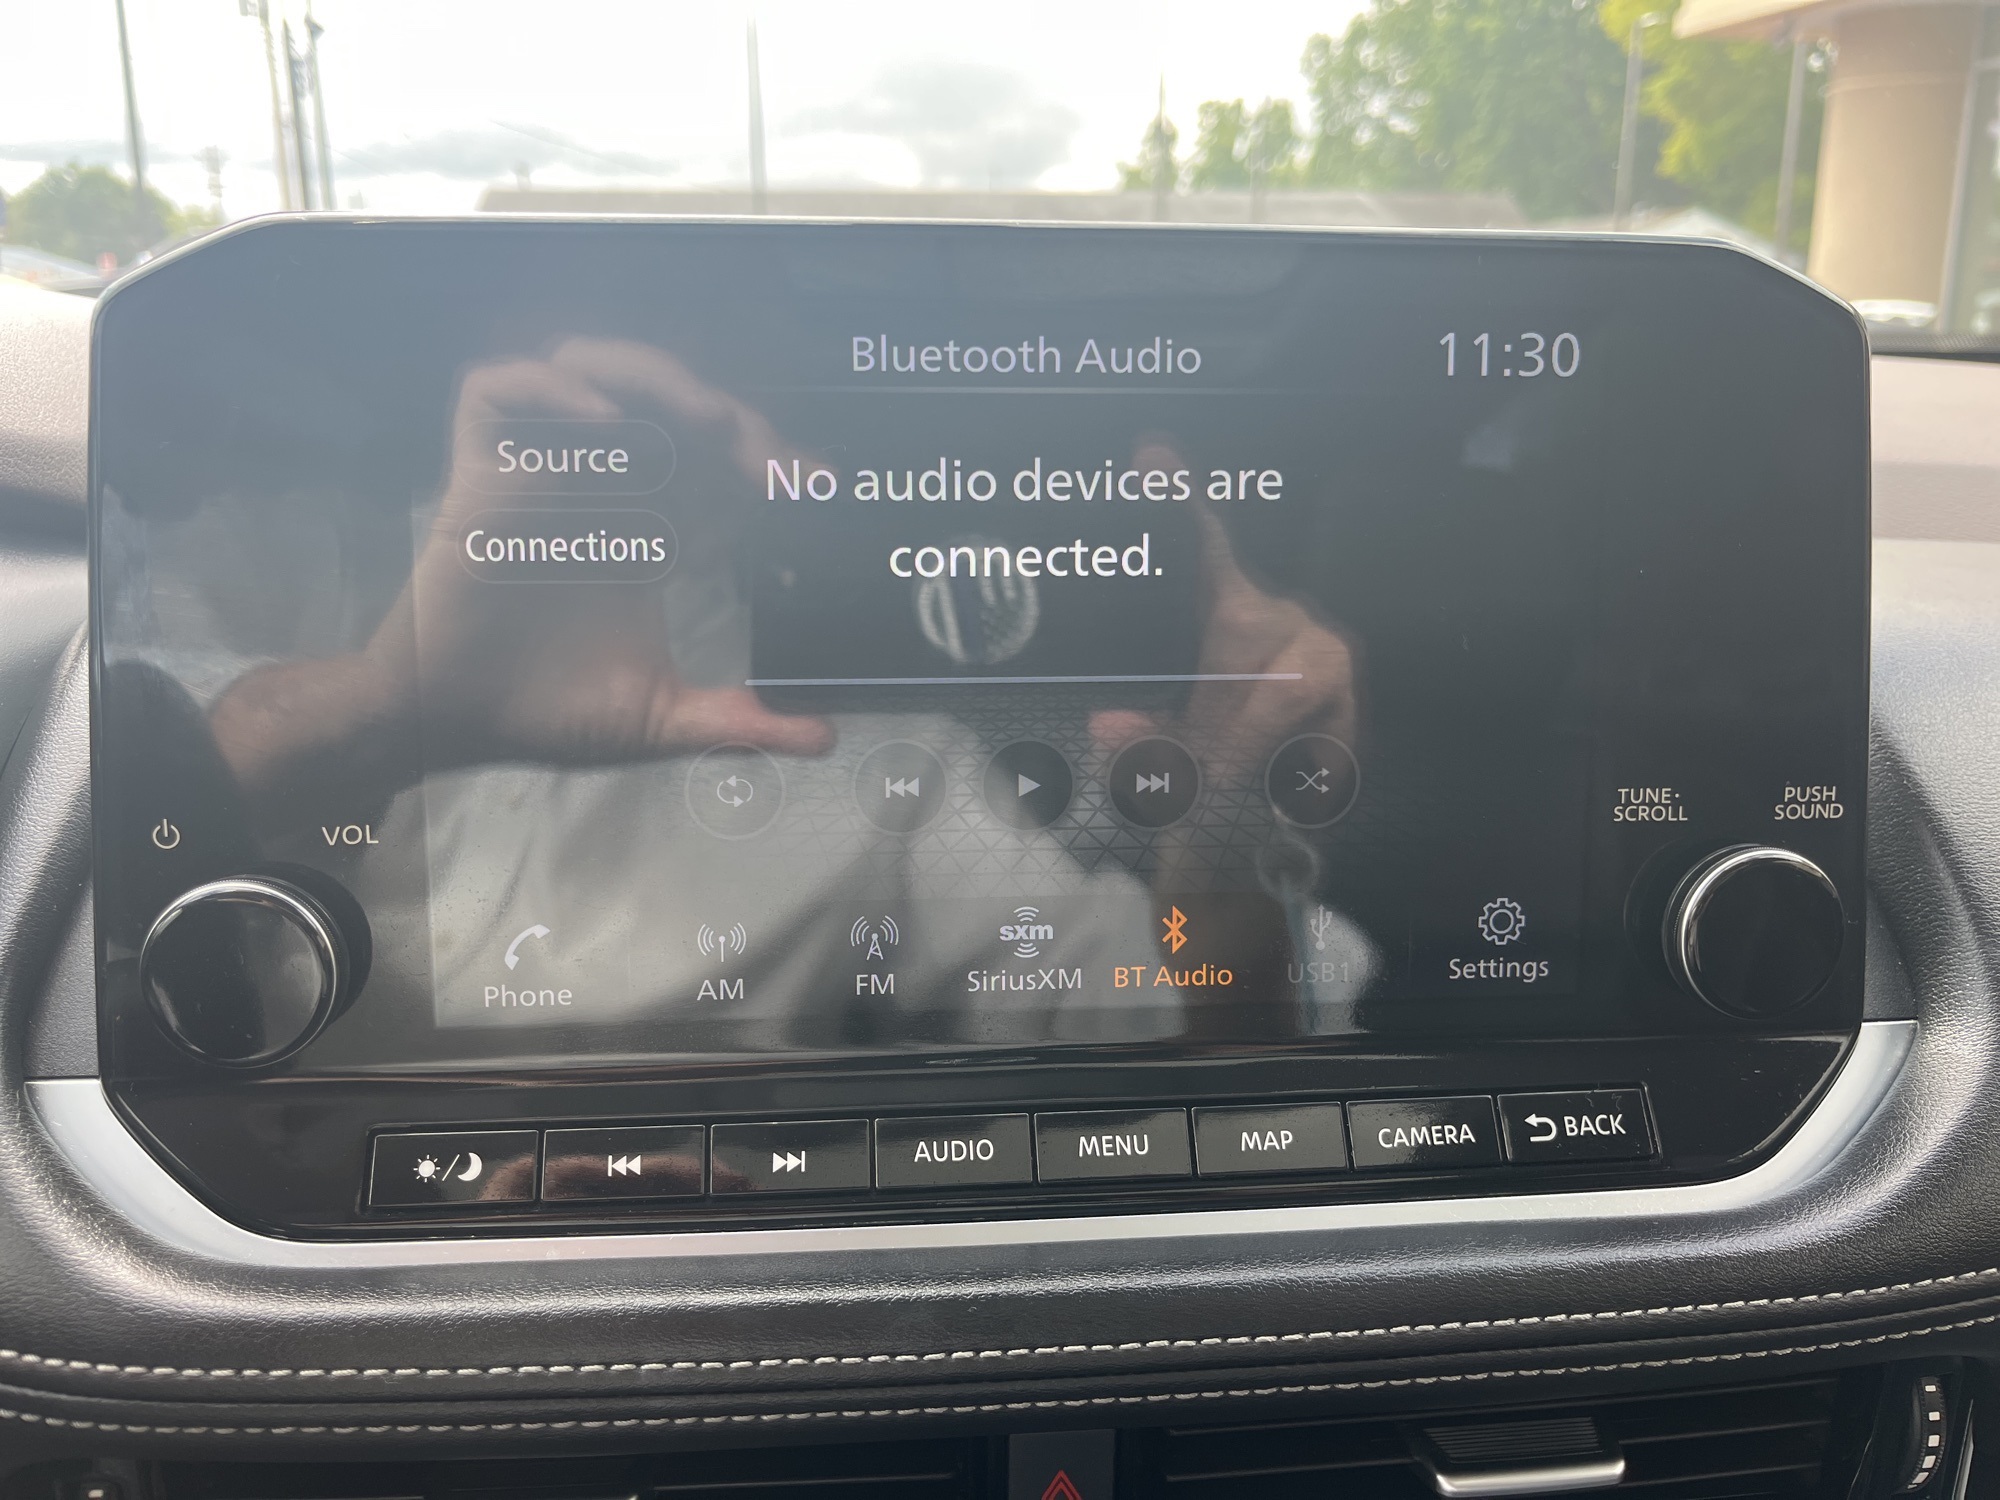 Bluetooth Audio
11:30
Source
No audio devices are
connected.
Connections
VOL
TUNE·
SCROLL
PUSH
SOUND
Phone
AM
FM
sxm
SiriusXM
BT Audio
USB1
Settings
AUDIO
MENU
MAP
CAMERA
BACK